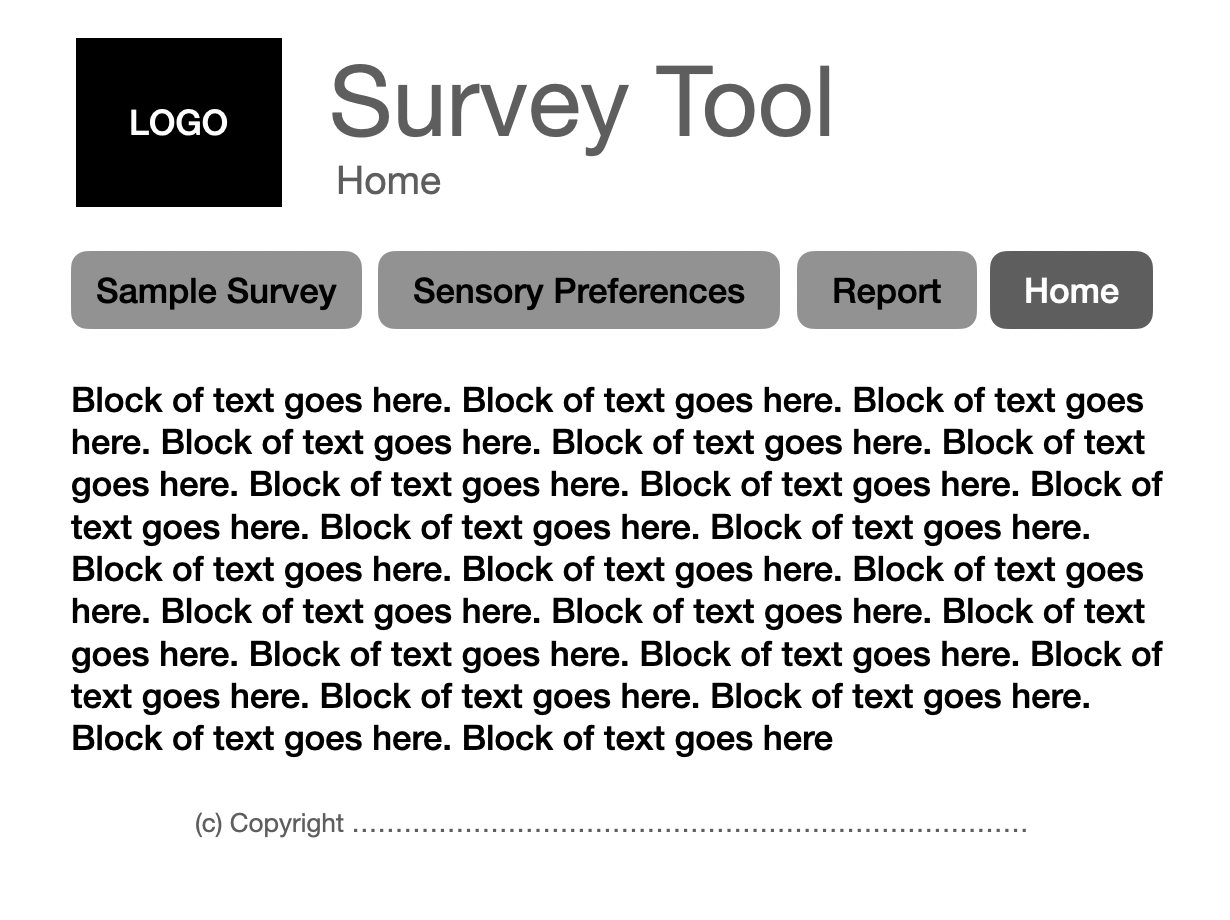 LOGO
Survey Tool
Home
Sample Survey
Sensory Preferences
Report
Home
Block of text goes here. Block of text goes here. Block of text goes
here. Block of text goes here. Block of text goes here. Block of text
goes here. Block of text goes here. Block of text goes here. Block of
text goes here. Block of text goes here. Block of text goes here.
Block of text goes here. Block of text goes here. Block of text goes
here. Block of text goes here. Block of text goes here. Block of text
goes here. Block of text goes here. Block of text goes here. Block of
text goes here. Block of text goes here. Block of text goes here.
Block of text goes here. Block of text goes here
(c) Copyright ……………………………………………………………………